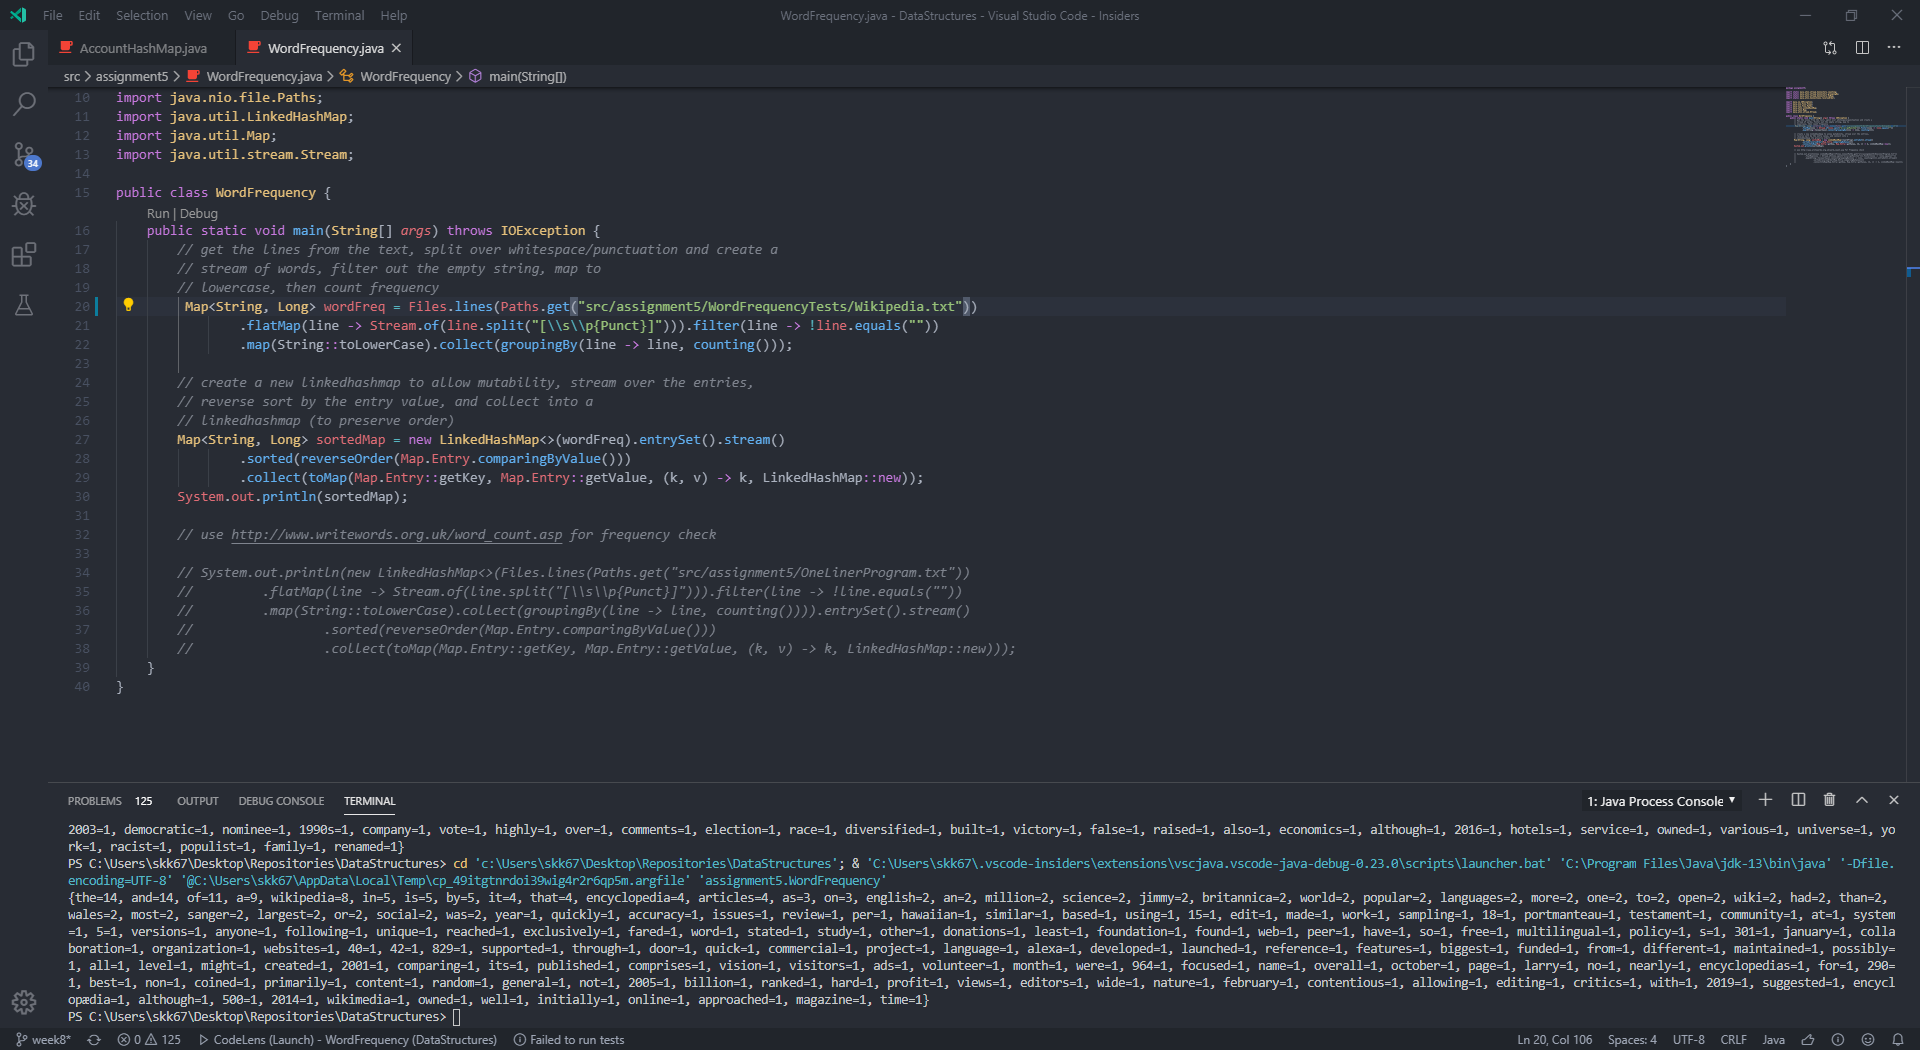 File Edit Selection View Go Debug Terminal Help
WordFrequency.java - DataStructures - Visual Studio Code - Insiders
AccountHashMap.java WordFrequency.java
src > assignment5 > WordFrequency.java > WordFrequency > main(String[])
34
10 import java.nio.file.Paths;
11 import java.util.LinkedHashMap;
12 import java.util.Map;
13 import java.util.stream.Stream;
14
15 public class WordFrequency {
Run | Debug
16 public static void main(String[] args) throws IOException {
17 // get the lines from the text, split over whitespace/punctuation and create a
18 // stream of words, filter out the empty string, map to
19 // lowercase, then count frequency
20 Map<String, Long> wordFreq = Files.lines(Paths.get("src/assignment5/WordFrequencyTests/Wikipedia.txt"))
21 .flatMap(line -> Stream.of(line.split("[\\s\\p{Punct}]"))).filter(line -> !line.equals(""))
22 .map(String::toLowerCase).collect(groupingBy(line -> line, counting()));
23
24 // create a new linkedhashmap to allow mutability, stream over the entries,
25 // reverse sort by the entry value, and collect into a
26 // linkedhashmap (to preserve order)
27 Map<String, Long> sortedMap = new LinkedHashMap<>(wordFreq).entrySet().stream()
28 .sorted(reverseOrder(Map.Entry.comparingByValue()))
29 .collect(toMap(Map.Entry::getKey, Map.Entry::getValue, (k, v) -> k, LinkedHashMap::new));
30 System.out.println(sortedMap);
31
32 // use http://www.writewords.org.uk/word_count.asp for frequency check
33
34 // System.out.println(new LinkedHashMap<>(Files.lines(Paths.get("src/assignment5/OneLinerProgram.txt"))
35 // .flatMap(line -> Stream.of(line.split("[\\s\\p{Punct}]"))).filter(line -> !line.equals(""))
36 // .map(String::toLowerCase).collect(groupingBy(line -> line, counting()))).entrySet().stream()
37 // .sorted(reverseOrder(Map.Entry.comparingByValue()))
38 // .collect(toMap(Map.Entry::getKey, Map.Entry::getValue, (k, v) -> k, LinkedHashMap::new)));
39 }
40 }
PROBLEMS 125 OUTPUT DEBUG CONSOLE TERMINAL 1: Java Process Console
2003=1, democratic=1, nominee=1, 1990s=1, company=1, vote=1, highly=1, over=1, comments=1, election=1, race=1, diversified=1, built=1, victory=1, false=1, raised=1, also=1, economics=1, although=1, 2016=1, hotels=1, service=1, owned=1, various=1, universe=1, yo
rk=1, racist=1, populist=1, family=1, renamed=1}
PS C:\Users\skk67\Desktop\Repositories\DataStructures> cd 'c:\Users\skk67\Desktop\Repositories\DataStructures'; & 'C:\Users\skk67\.vscode-insiders\extensions\vscjava.vscode-java-debug-0.23.0\scripts\launcher.bat' 'C:\Program Files\Java\jdk-13\bin\java' '-Dfile.
encoding=UTF-8' '@C:\Users\skk67\AppData\Local\Temp\cp_49itgtnrdoi39wig4r2r6qp5m.argfile' 'assignment5.WordFrequency'
{the=14, and=14, of=11, a=9, wikipedia=8, in=5, is=5, by=5, it=4, that=4, encyclopedia=4, articles=4, as=3, on=3, english=2, an=2, million=2, science=2, jimmy=2, britannica=2, world=2, popular=2, languages=2, more=2, one=2, to=2, open=2, wiki=2, had=2, than=2,
wales=2, most=2, sanger=2, largest=2, or=2, social=2, was=2, year=1, quickly=1, accuracy=1, issues=1, review=1, per=1, hawaiian=1, similar=1, based=1, using=1, 15=1, edit=1, made=1, work=1, sampling=1, 18=1, portmanteau=1, testament=1, community=1, at=1, system
=1, 5=1, versions=1, anyone=1, following=1, unique=1, reached=1, exclusively=1, fared=1, word=1, stated=1, study=1, other=1, donations=1, least=1, foundation=1, found=1, web=1, peer=1, have=1, so=1, free=1, multilingual=1, policy=1, s=1, 301=1, january=1, colla
boration=1, organization=1, websites=1, 40=1, 42=1, 829=1, supported=1, through=1, door=1, quick=1, commercial=1, project=1, language=1, alexa=1, developed=1, launched=1, reference=1, features=1, biggest=1, funded=1, from=1, different=1, maintained=1, possibly=
1, all=1, level=1, might=1, created=1, 2001=1, comparing=1, its=1, published=1, comprises=1, vision=1, visitors=1, ads=1, volunteer=1, month=1, were=1, 964=1, focused=1, name=1, overall=1, october=1, page=1, larry=1, no=1, nearly=1, encyclopedias=1, for=1, 290=
1, best=1, non=1, coined=1, primarily=1, content=1, random=1, general=1, not=1, 2005=1, billion=1, ranked=1, hard=1, profit=1, views=1, editors=1, wide=1, nature=1, february=1, contentious=1, allowing=1, editing=1, critics=1, with=1, 2019=1, suggested=1, encycl
opædia=1, although=1, 500=1, 2014=1, wikimedia=1, owned=1, well=1, initially=1, online=1, approached=1, magazine=1, time=1}
PS C:\Users\skk67\Desktop\Repositories\DataStructures>
week8* 0 125 CodeLens (Launch) - WordFrequency (DataStructures) Failed to run tests Ln 20, Col 106 Spaces: 4 UTF-8 CRLF Java